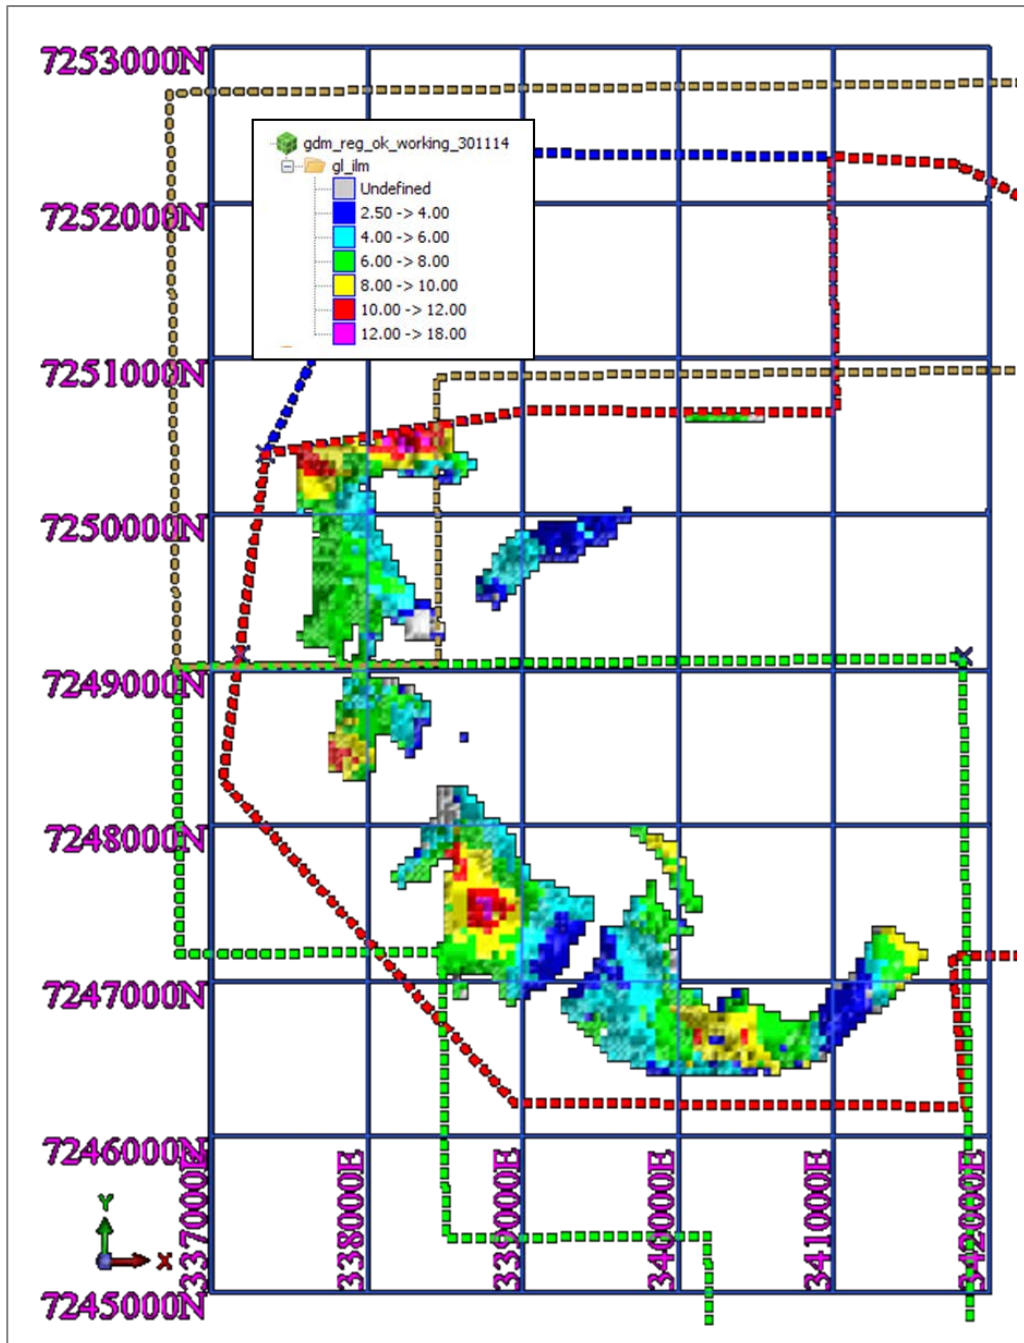 7253000N
gdm_reg_ok_working_301114
gl_ilm
Undefined
2.50 -> 4.00
4.00 -> 6.00
6.00 -> 8.00
8.00 -> 10.00
10.00 -> 12.00
12.00 -> 18.00
7252000N
7251000N
7250000N
7249000N
7248000N
7247000N
7246000N
337000E
338000E
339000E
340000E
341000E
342000E
Y
X
7245000N